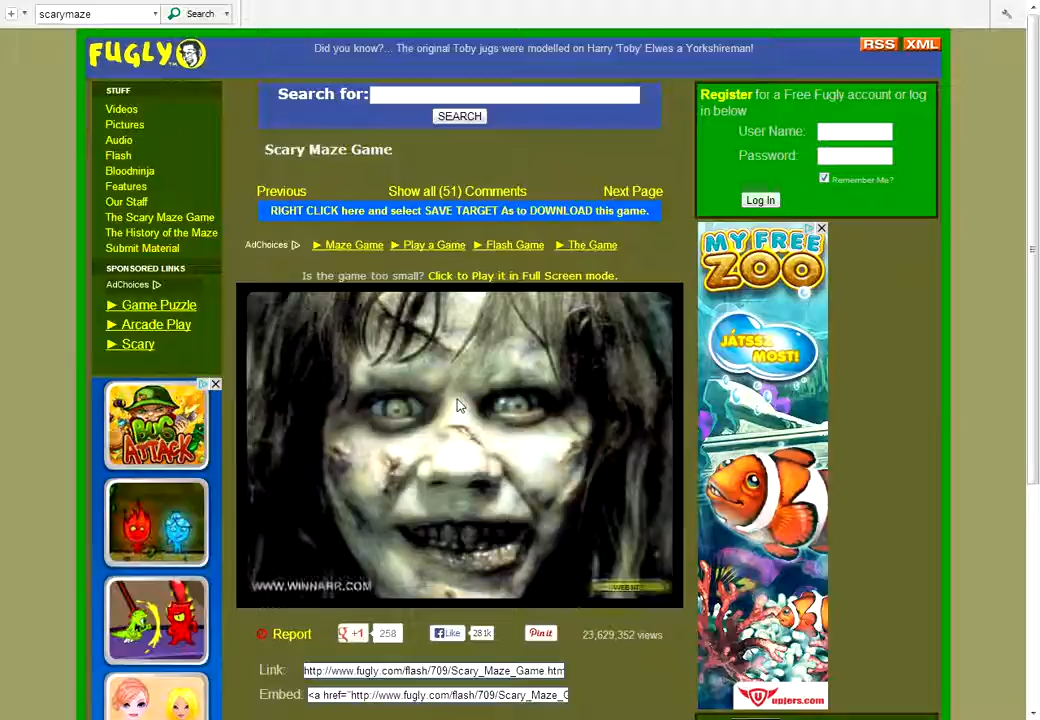 scarymaze
Search
FUGLY
Did you know?... The original Toby jugs were modelled on Harry 'Toby' Elwes a Yorkshireman!
RSS XML
STUFF
Videos
Pictures
Audio
Flash
Bloodninja
Features
Our Staff
The Scary Maze Game
The History of the Maze
Submit Material
SPONSORED LINKS
AdChoices
► Game Puzzle
► Arcade Play
► Scary
BUG
ATTACK
Search for:
SEARCH
Scary Maze Game
Previous Show all (51) Comments Next Page
RIGHT CLICK here and select SAVE TARGET As to DOWNLOAD this game.
AdChoices ► Maze Game ► Play a Game ► Flash Game ► The Game
Is the game too small? Click to Play it in Full Screen mode.
WWW.WINNARR.COM
WEBSITE
Report +1 258 Like 281k Pin it 23,629,352 views
Link: http://www.fugly.com/flash/709/Scary_Maze_Game.htm
Embed: <a href="http://www.fugly.com/flash/709/Scary_Maze_G
Register for a Free Fugly account or log
in below
User Name:
Password:
Remember Me?
Log In
MY FREE
ZOO
JÁTSSZ
MOST!
upjers.com